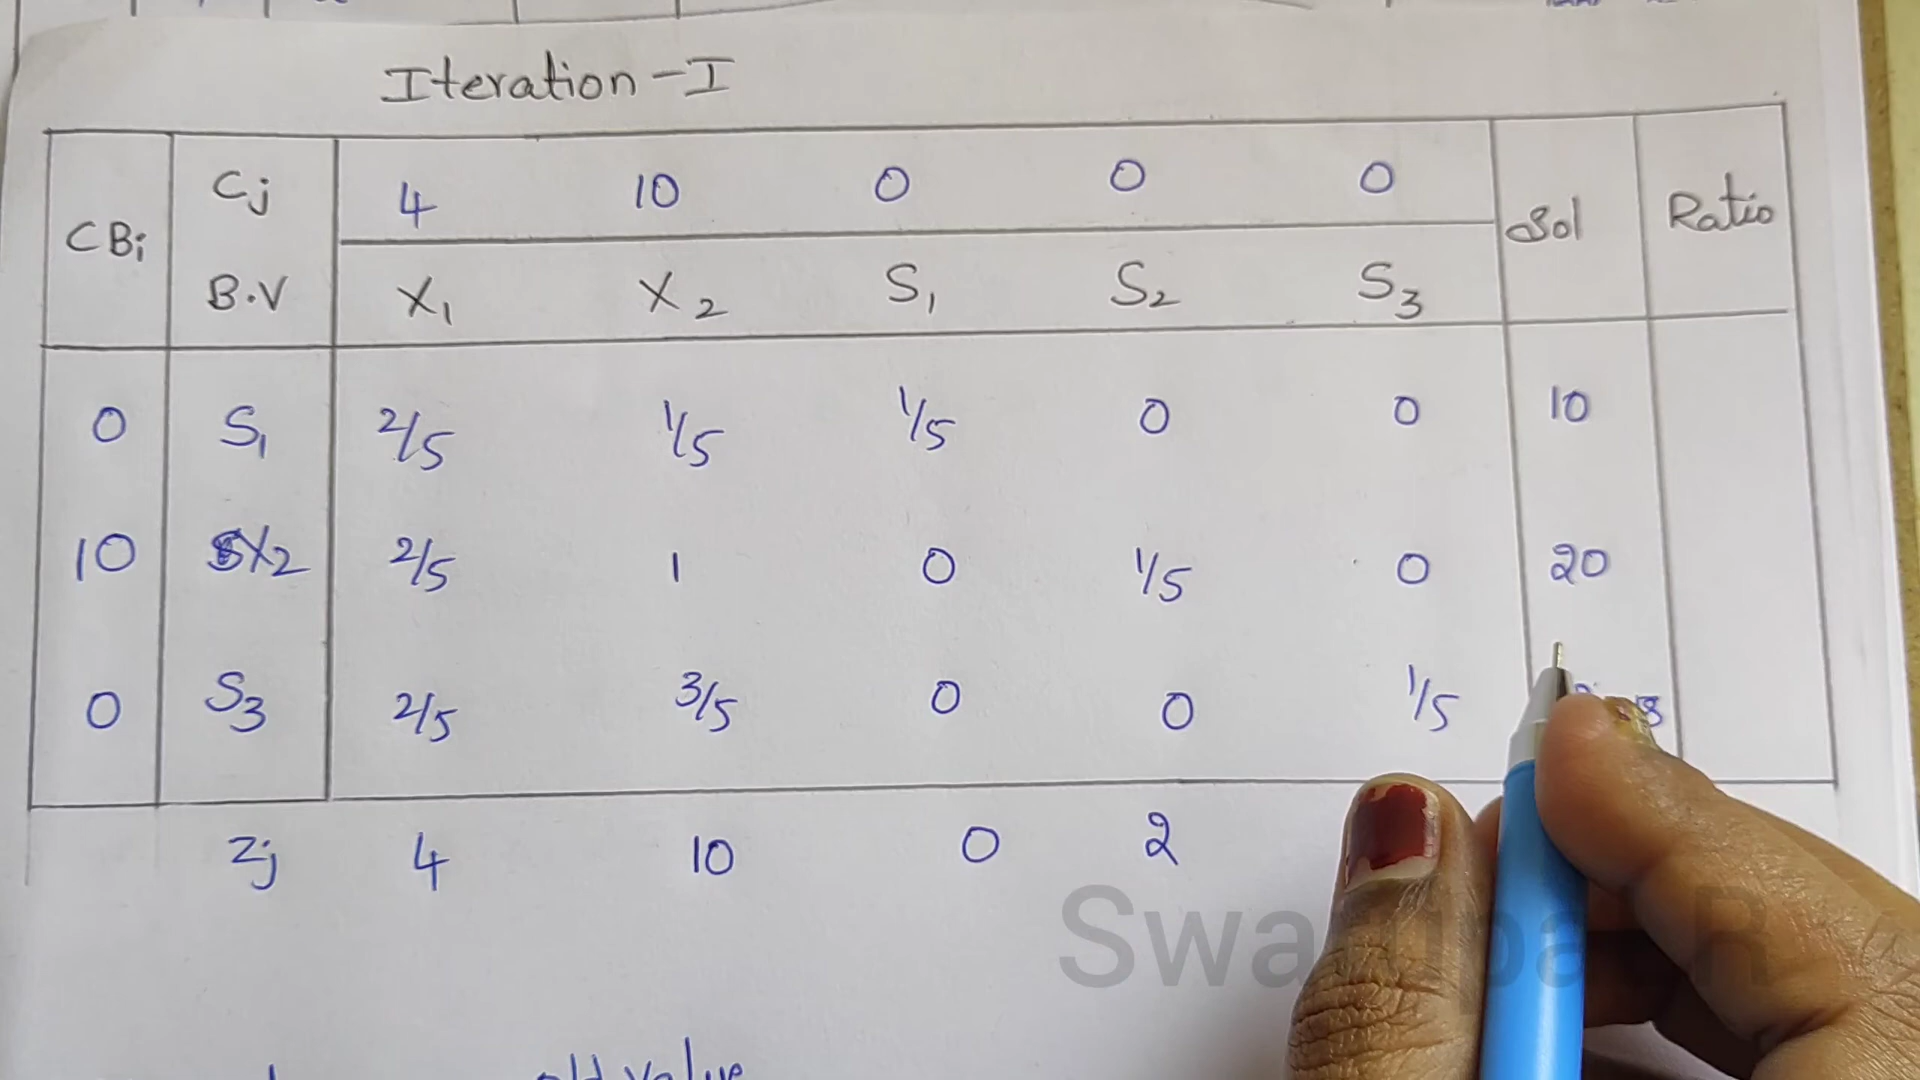 Iteration - I
CBi Cj 4 10 0 0 0 Sol Ratio
B.V X1 X2 S1 S2 S3
0 S1 2/5 1/5 1/5 0 0 10
10 X2 2/5 1 0 1/5 0 20
0 S3 2/5 3/5 0 0 1/5
Zj 4 10 0 2
old value